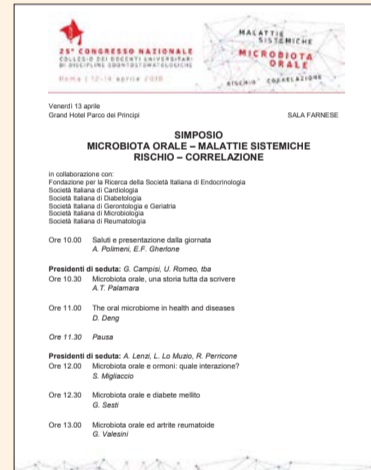 25° CONGRESSO NAZIONALE
COLLEGIO DEI DOCENTI UNIVERSITARI
DI DISCIPLINE ODONTOSTOMATOLOGICHE
Roma | 12-14 aprile 2018
MALATTIE
SISTEMICHE
MICROBIOTA
ORALE
RISCHIO CORRELAZIONE
Venerdì 13 aprile
Grand Hotel Parco dei Principi SALA FARNESE
SIMPOSIO
MICROBIOTA ORALE – MALATTIE SISTEMICHE
RISCHIO – CORRELAZIONE
in collaborazione con:
Fondazione per la Ricerca della Società Italiana di Endocrinologia
Società Italiana di Cardiologia
Società Italiana di Diabetologia
Società Italiana di Gerontologia e Geriatria
Società Italiana di Microbiologia
Società Italiana di Reumatologia
Ore 10.00 Saluti e presentazione dalla giornata
A. Polimeni, E.F. Gherlone
Presidenti di seduta: G. Campisi, U. Romeo, tba
Ore 10.30 Microbiota orale, una storia tutta da scrivere
A.T. Palamara
Ore 11.00 The oral microbiome in health and diseases
D. Deng
Ore 11.30 Pausa
Presidenti di seduta: A. Lenzi, L. Lo Muzio, R. Perricone
Ore 12.00 Microbiota orale e ormoni: quale interazione?
S. Migliaccio
Ore 12.30 Microbiota orale e diabete mellito
G. Sesti
Ore 13.00 Microbiota orale ed artrite reumatoide
G. Valesini